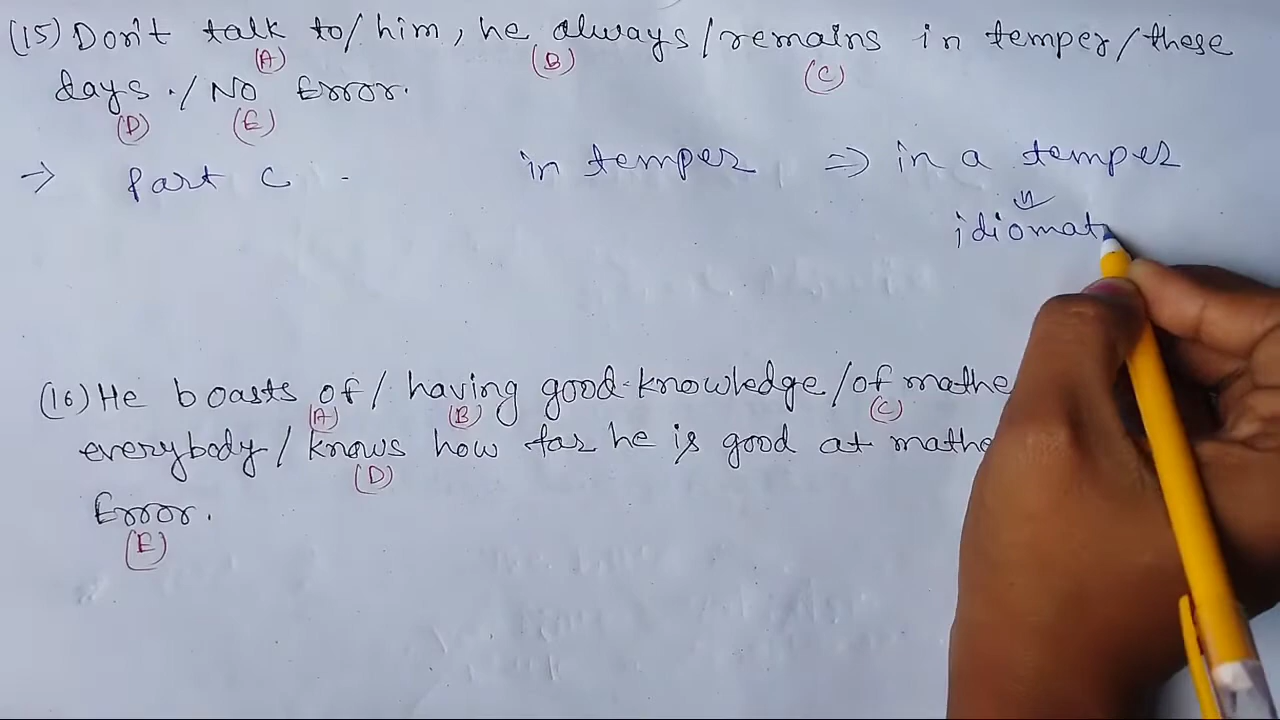 (15) Don't talk to/ him, he always/remains in temper/these
(A) (B) (C)
days./ No Error.
(D) (E)
→ Part C. in temper ⇒ in a temper
idiomat
(16) He boasts of/ having good knowledge/of mathe
(A) (B) (C)
everybody/ knows how far he is good at mathe
(D)
Error.
(E)